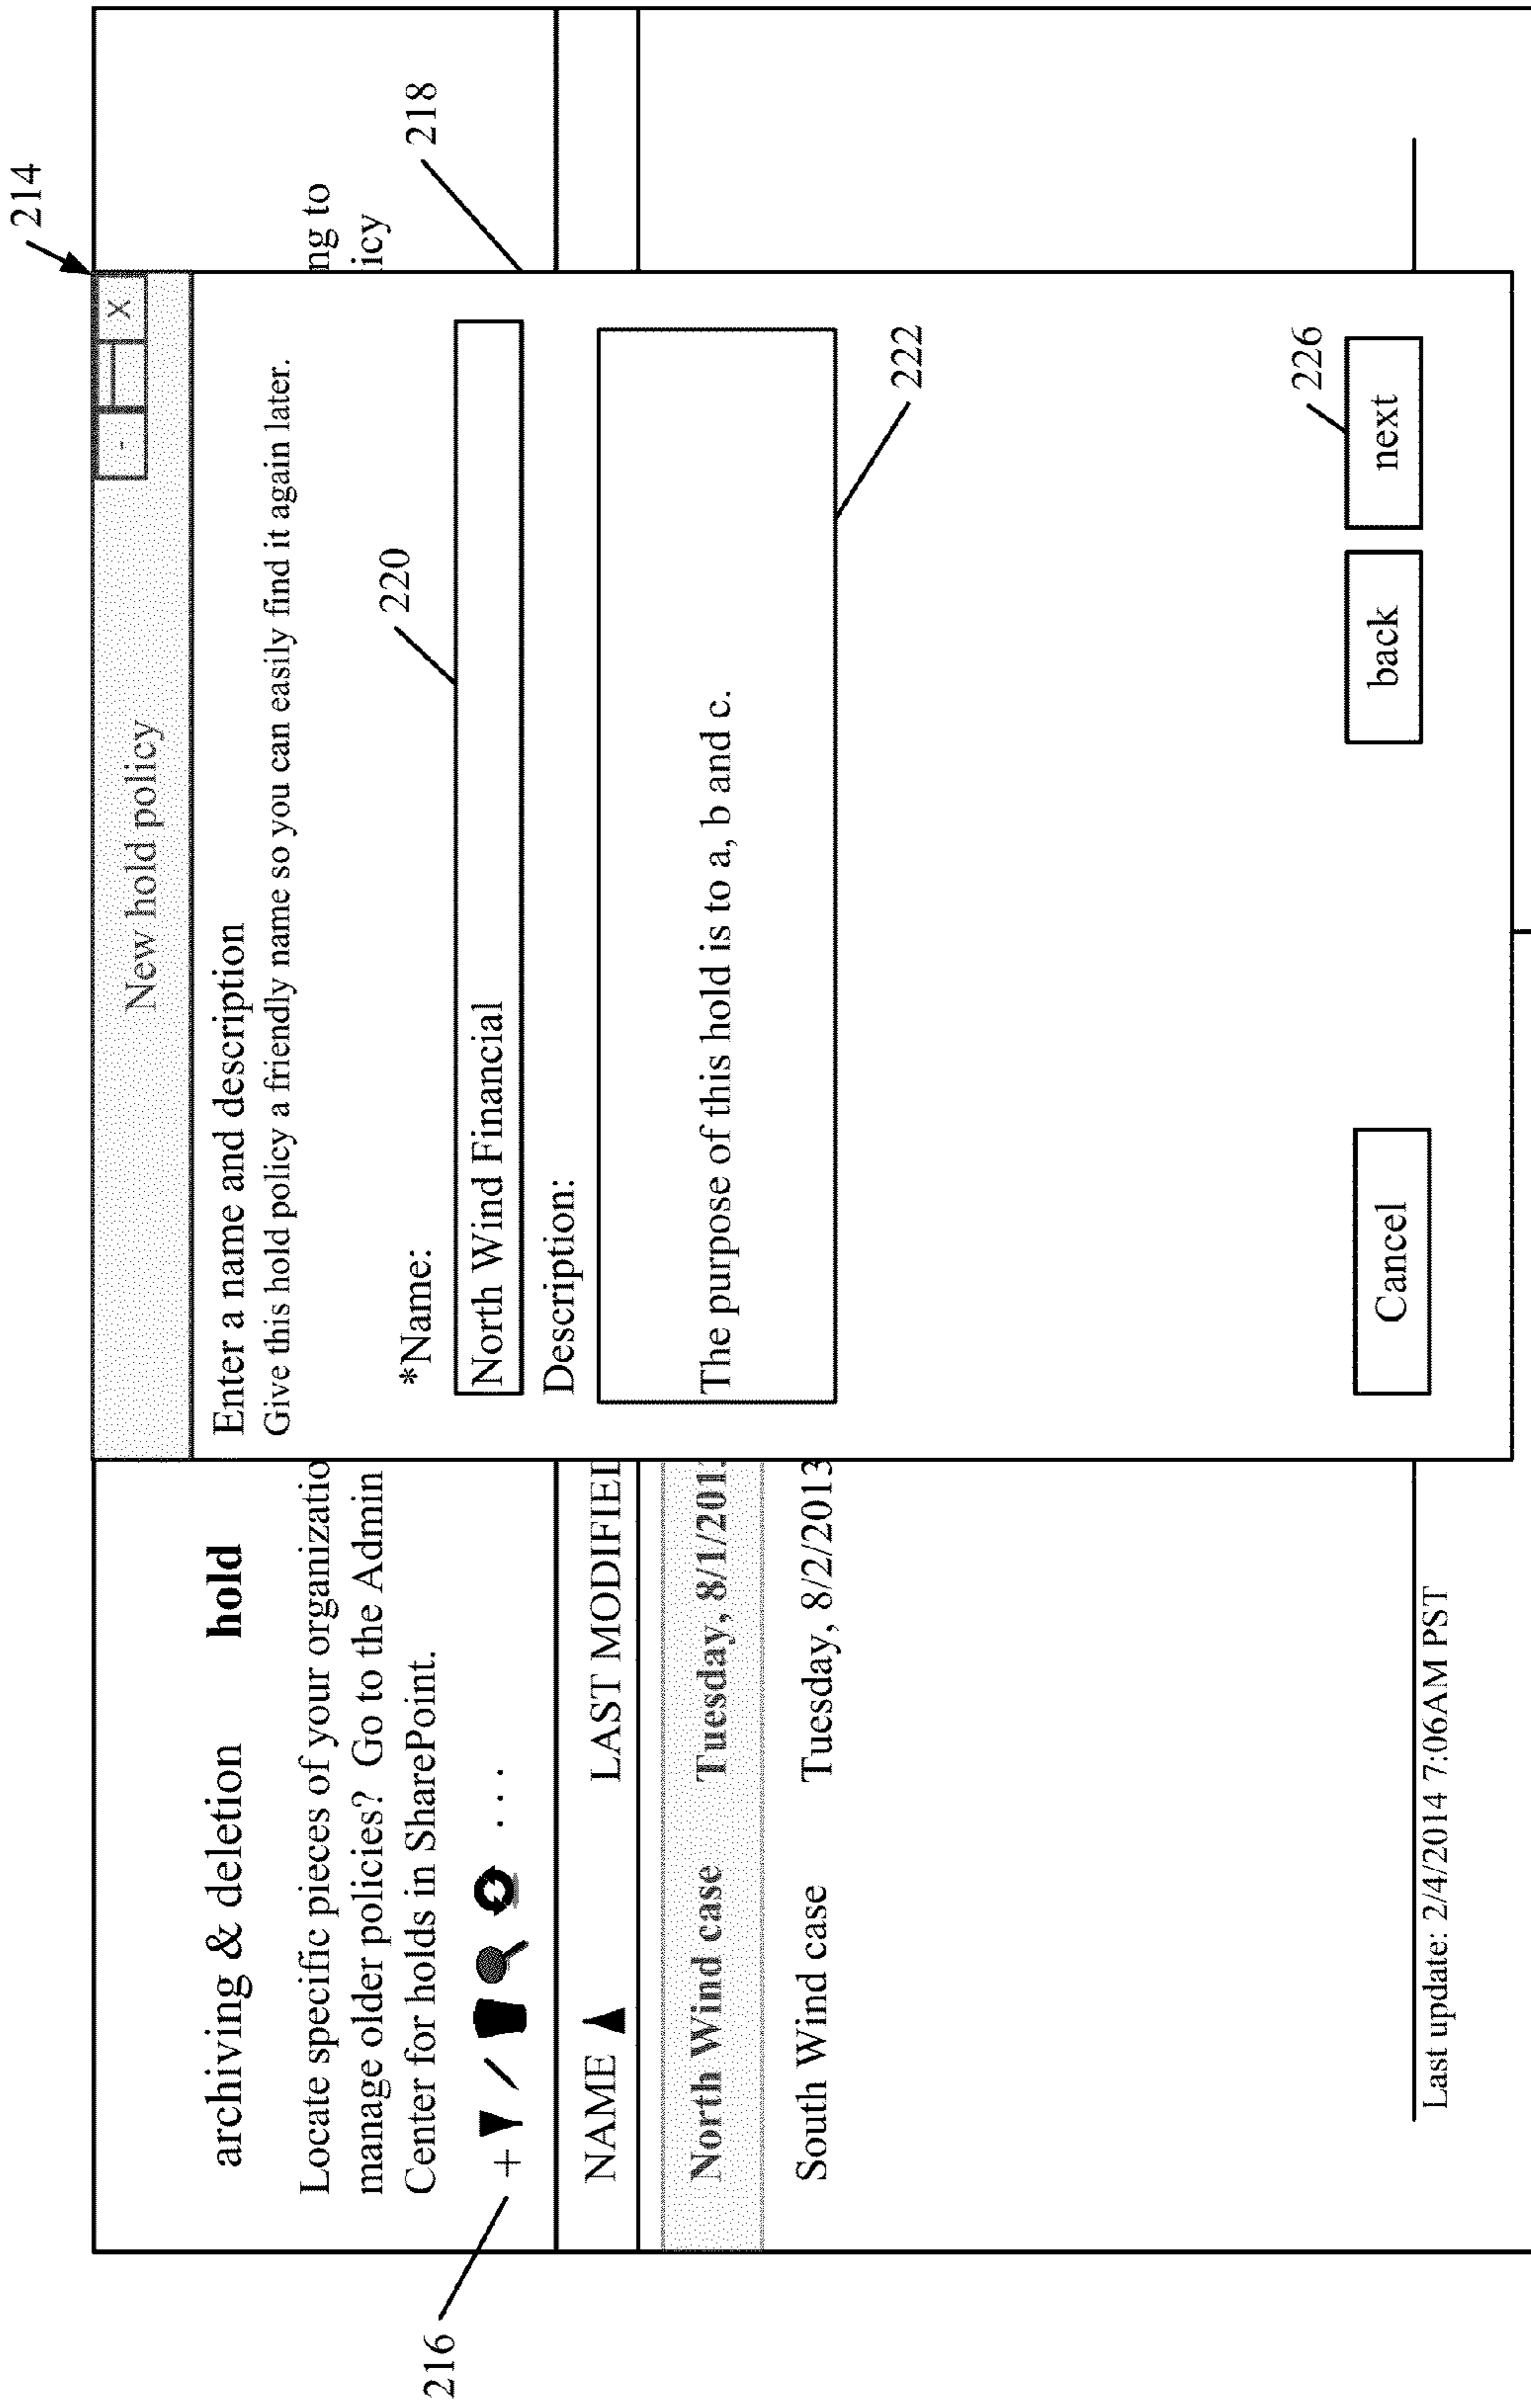 214
archiving & deletion hold
Locate specific pieces of your organizatio
manage older policies? Go to the Admin
Center for holds in SharePoint.
216
+ ...
NAME LAST MODIFIED
North Wind case Tuesday, 8/1/201
South Wind case Tuesday, 8/2/2013
Last update: 2/4/2014 7:06AM PST
New hold policy
- X
Enter a name and description
Give this hold policy a friendly name so you can easily find it again later.
220
*Name:
North Wind Financial
Description:
The purpose of this hold is to a, b and c.
222
226
Cancel back next
ng to
icy
218